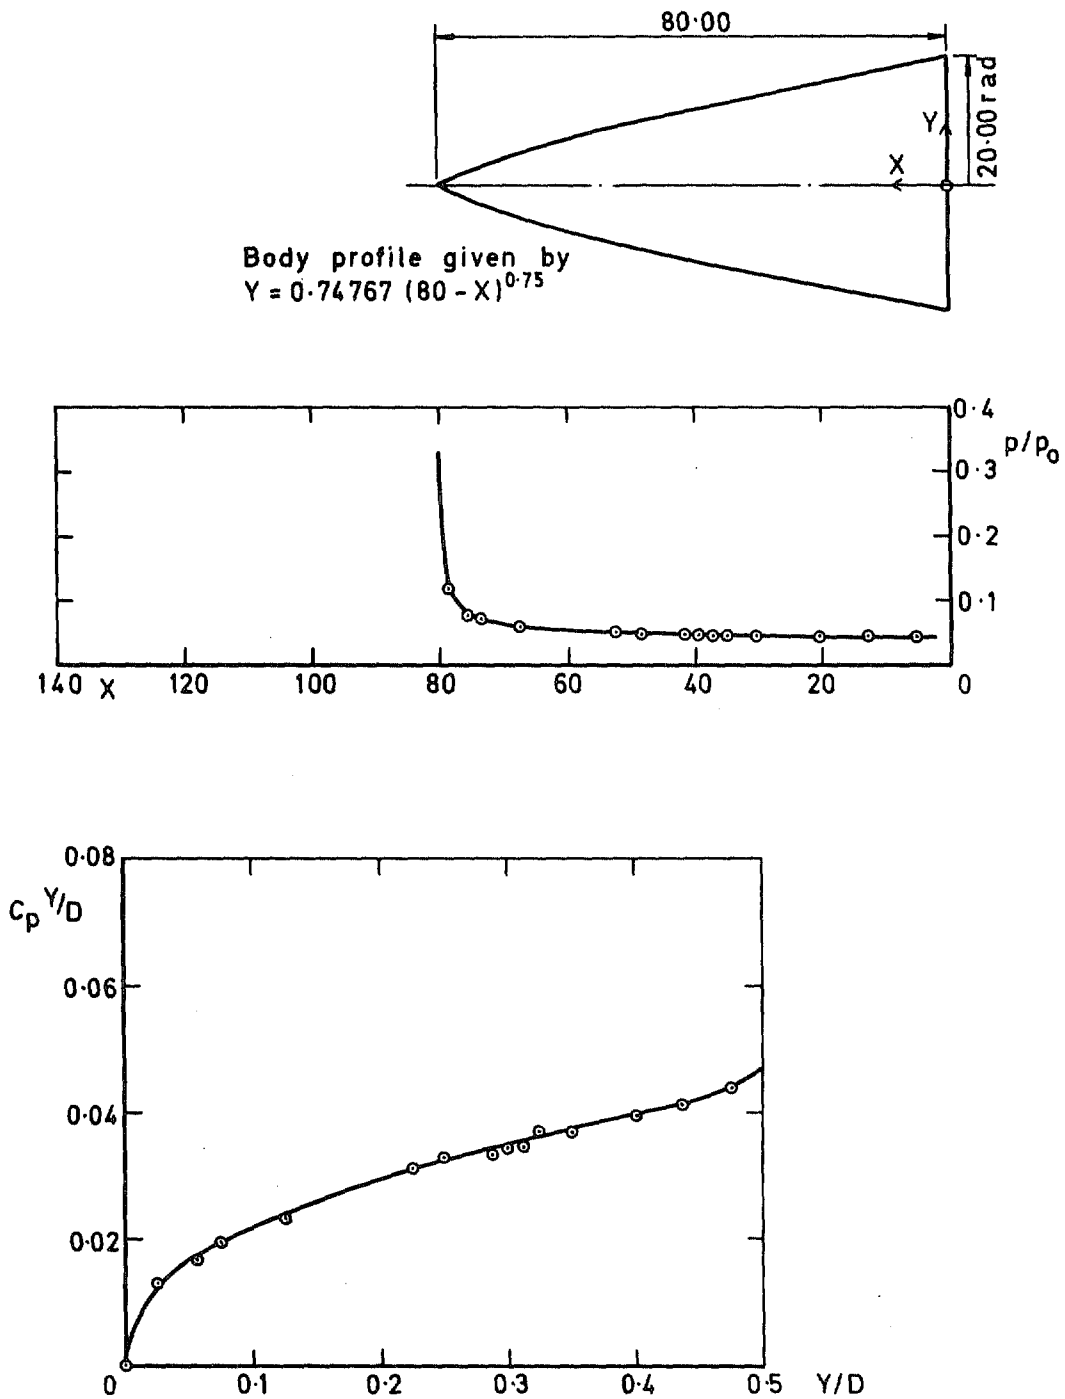 80·00
20·00 rad
Y
X
Body profile given by
Y = 0·74767 (80 - X)^0·75
0·4
p/p₀
0·3
0·2
0·1
140 X 120 100 80 60 40 20 0
0·08
Cₚ Y/D
0·06
0·04
0·02
0 0·1 0·2 0·3 0·4 0·5 Y/D